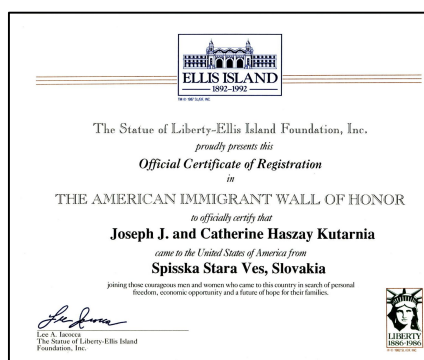 ELLIS ISLAND
1892–1992
The Statue of Liberty-Ellis Island Foundation, Inc.
proudly presents this
Official Certificate of Registration
in
THE AMERICAN IMMIGRANT WALL OF HONOR
to officially certify that
Joseph J. and Catherine Haszay Kutarnia
came to the United States of America from
Spisska Stara Ves, Slovakia
joining those courageous men and women who came to this country in search of personal
freedom, economic opportunity and a future of hope for their families.
Lee A. Iacocca
The Statue of Liberty-Ellis Island
Foundation, Inc.
LIBERTY
1886-1986